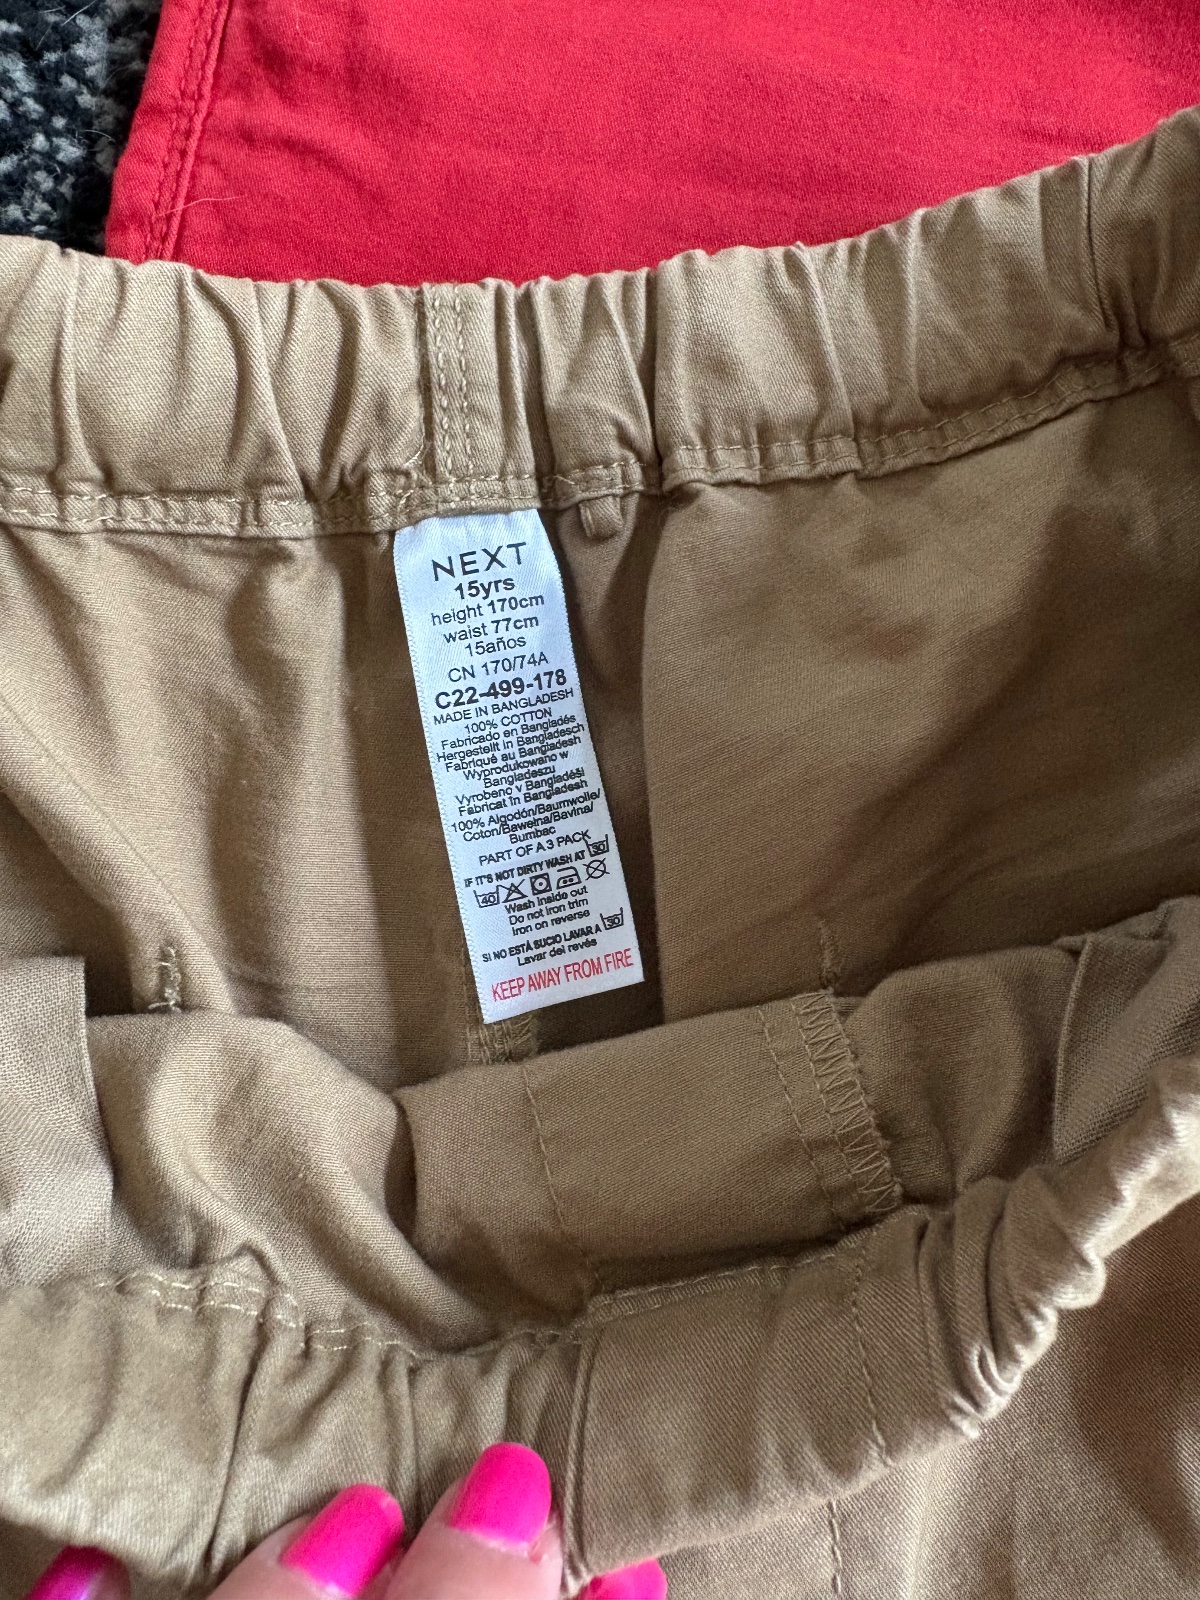 NEXT
15yrs
height 170cm
waist 77cm
15años
CN 170/74A
C22-499-178
MADE IN BANGLADESH
100% COTTON
Fabricado en Bangladés
Hergestellt in Bangladesch
Fabriqué au Bangladesh
Wyprodukowano w
Bangladeszu
Vyrobeno v Bangladéši
Fabricat în Bangladesh
100% Algodón/Baumwolle/
Coton/Bawełna/Bavlna/
Bumbac
PART OF A 3 PACK
IF IT'S NOT DIRTY WASH AT 30
40
Wash inside out
Do not iron trim
Iron on reverse
SI NO ESTÁ SUCIO LAVAR A 30
Lavar del revés
KEEP AWAY FROM FIRE